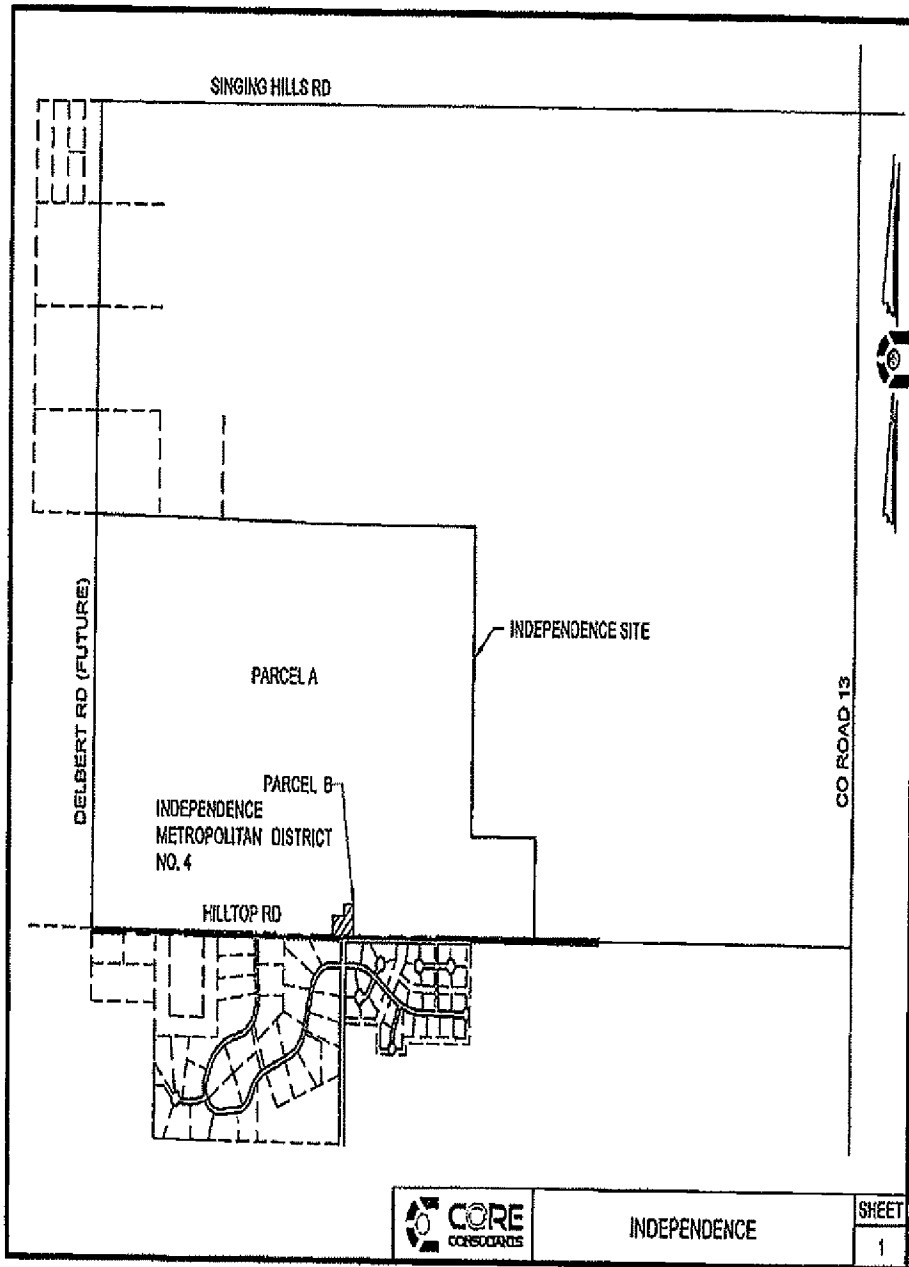 SINGING HILLS RD
DELBERT RD (FUTURE)
INDEPENDENCE SITE
PARCEL A
CO ROAD 13
PARCEL B
INDEPENDENCE
METROPOLITAN DISTRICT
NO. 4
HILLTOP RD
CORE
CONSULTANTS
INDEPENDENCE
SHEET
1